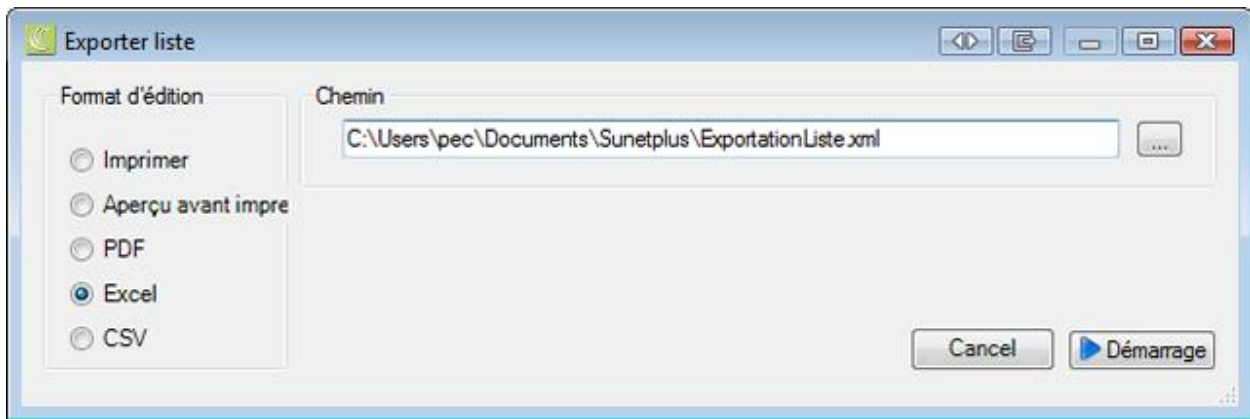 Exporter liste
Format d'édition
Chemin
C:\Users\pec\Documents\Sunetplus\ExportationListe.xml
...
Imprimer
Aperçu avant impre
PDF
Excel
CSV
Cancel
Démarrage